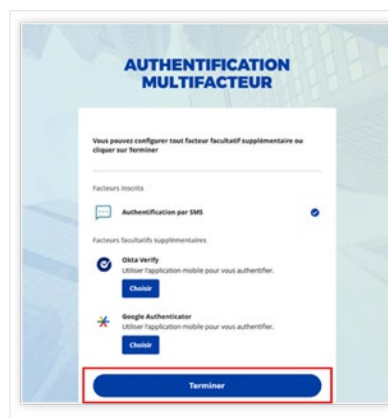 AUTHENTIFICATION
MULTIFACTEUR
Vous pouvez configurer tout facteur facultatif supplémentaire ou
cliquer sur Terminer
Facteurs inscrits
Authentification par SMS
Facteurs facultatifs supplémentaires
Okta Verify
Utiliser l'application mobile pour vous authentifier.
Choisir
Google Authenticator
Utiliser l'application mobile pour vous authentifier.
Choisir
Terminer